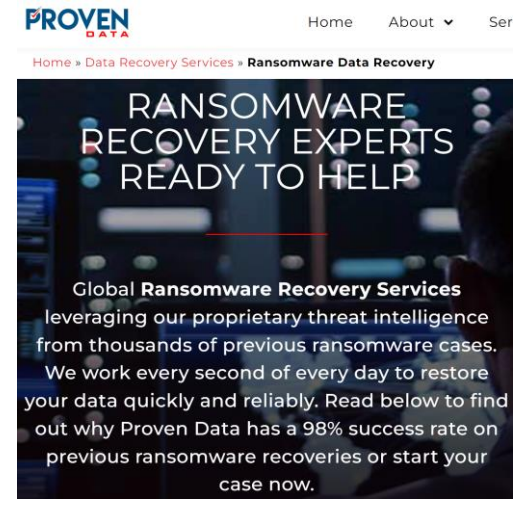 PROVEN
DATA
Home About Ser
Home » Data Recovery Services » Ransomware Data Recovery
RANSOMWARE
RECOVERY EXPERTS
READY TO HELP
Global Ransomware Recovery Services
leveraging our proprietary threat intelligence
from thousands of previous ransomware cases.
We work every second of every day to restore
your data quickly and reliably. Read below to find
out why Proven Data has a 98% success rate on
previous ransomware recoveries or start your
case now.